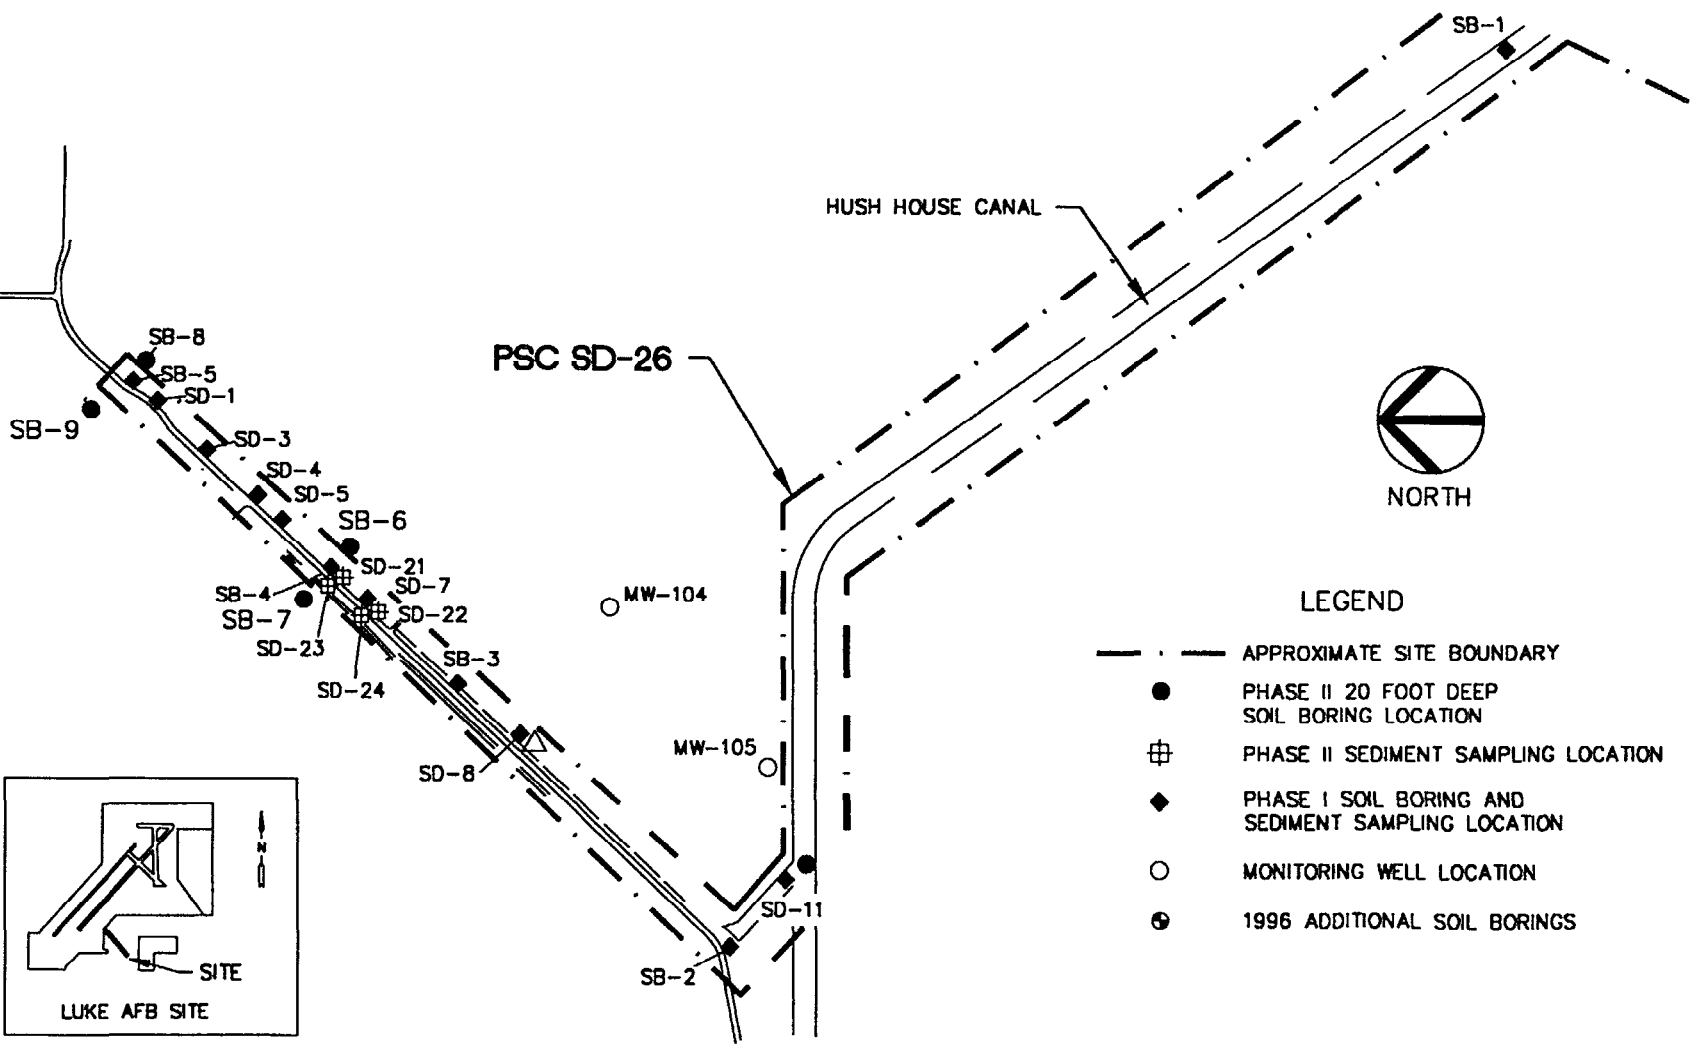 SB-1
HUSH HOUSE CANAL
PSC SD-26
SB-8
SB-5
SD-1
SB-9
SD-3
SD-4
SD-5
SB-6
SD-21
SB-4
SD-7
SB-7
SD-22
SD-23
SD-24
SB-3
SD-8
MW-104
MW-105
SD-11
SB-2
NORTH
LEGEND
APPROXIMATE SITE BOUNDARY
PHASE II 20 FOOT DEEP
SOIL BORING LOCATION
PHASE II SEDIMENT SAMPLING LOCATION
PHASE I SOIL BORING AND
SEDIMENT SAMPLING LOCATION
MONITORING WELL LOCATION
1996 ADDITIONAL SOIL BORINGS
N
SITE
LUKE AFB SITE